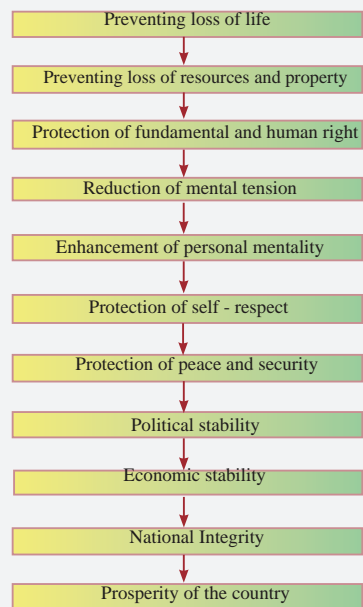 Preventing loss of life
Preventing loss of resources and property
Protection of fundamental and human right
Reduction of mental tension
Enhancement of personal mentality
Protection of self - respect
Protection of peace and security
Political stability
Economic stability
National Integrity
Prosperity of the country